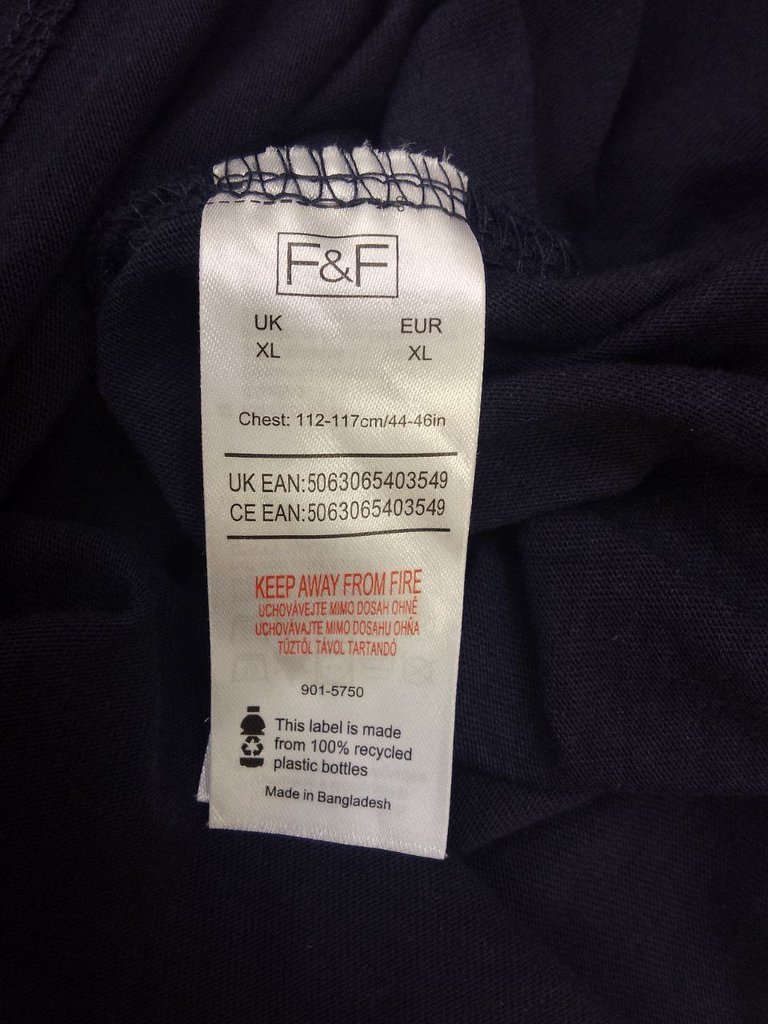 F&F
UK EUR
XL XL
Chest: 112-117cm/44-46in
UK EAN:5063065403549
CE EAN:5063065403549
KEEP AWAY FROM FIRE
UCHOVÁVEJTE MIMO DOSAH OHNĚ
UCHOVÁVAJTE MIMO DOSAHU OHŇA
TŰZTŐL TÁVOL TARTANDÓ
901-5750
This label is made
from 100% recycled
plastic bottles
Made in Bangladesh